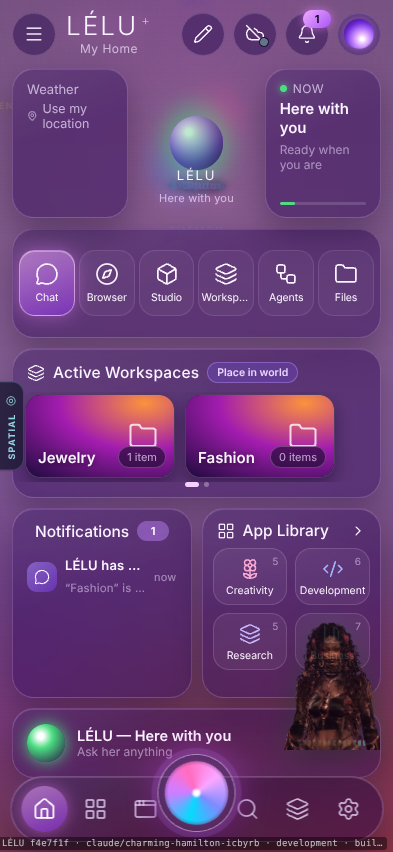 LÉLU +
My Home
1
Weather
Use my
location
LÉLU
Here with you
NOW
Here with
you
Ready when
you are
Chat
Browser
Studio
Worksp...
Agents
Files
Active Workspaces
Place in world
SPATIAL
Jewelry
1 item
Fashion
0 items
Notifications
1
LÉLU has ...
now
“Fashion” is ...
App Library
5
Creativity
6
Development
5
Research
7
LÉLU — Here with you
Ask her anything
LÉLU f4e7f1f · claude/charming-hamilton-icbyrb · development · buil…